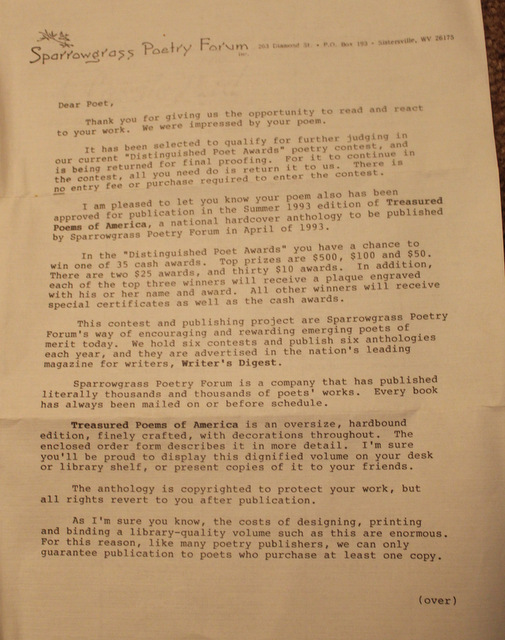 Sparrowgrass Poetry Forum INC. 203 Diamond St. • P.O. Box 193 • Sistersville, WV 26175
Dear Poet,
Thank you for giving us the opportunity to read and react
to your work. We were impressed by your poem.
It has been selected to qualify for further judging in
our current "Distinguished Poet Awards" poetry contest, and
is being returned for final proofing. For it to continue in
the contest, all you need do is return it to us. There is
no entry fee or purchase required to enter the contest.
I am pleased to let you know your poem also has been
approved for publication in the Summer 1993 edition of Treasured
Poems of America, a national hardcover anthology to be published
by Sparrowgrass Poetry Forum in April of 1993.
In the "Distinguished Poet Awards" you have a chance to
win one of 35 cash awards. Top prizes are $500, $100 and $50.
There are two $25 awards, and thirty $10 awards. In addition,
each of the top three winners will receive a plaque engraved
with his or her name and award. All other winners will receive
special certificates as well as the cash awards.
This contest and publishing project are Sparrowgrass Poetry
Forum's way of encouraging and rewarding emerging poets of
merit today. We hold six contests and publish six anthologies
each year, and they are advertised in the nation's leading
magazine for writers, Writer's Digest.
Sparrowgrass Poetry Forum is a company that has published
literally thousands and thousands of poets' works. Every book
has always been mailed on or before schedule.
Treasured Poems of America is an oversize, hardbound
edition, finely crafted, with decorations throughout. The
enclosed order form describes it in more detail. I'm sure
you'll be proud to display this dignified volume on your desk
or library shelf, or present copies of it to your friends.
The anthology is copyrighted to protect your work, but
all rights revert to you after publication.
As I'm sure you know, the costs of designing, printing
and binding a library-quality volume such as this are enormous.
For this reason, like many poetry publishers, we can only
guarantee publication to poets who purchase at least one copy.
(over)